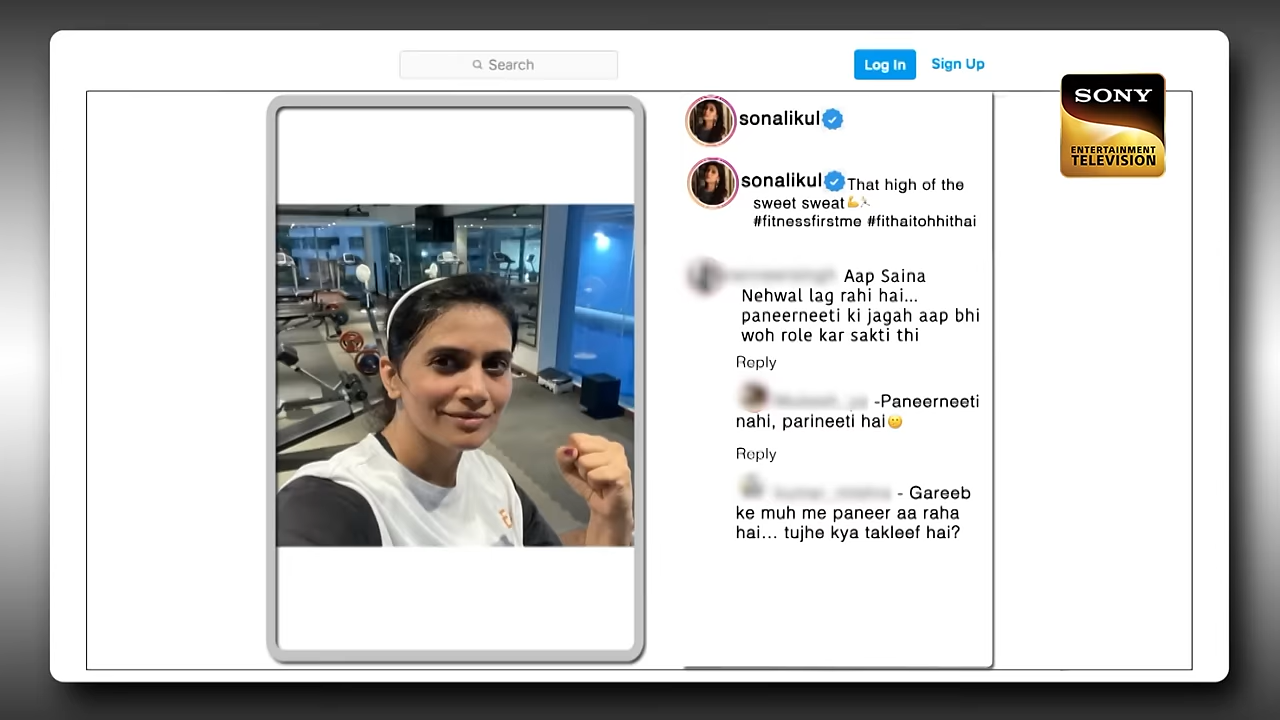 Search
Log In
Sign Up
SONY
ENTERTAINMENT
TELEVISION
sonalikul
sonalikul That high of the
sweet sweat💪
#fitnessfirstme #fithaitohhithai
Aap Saina
Nehwal lag rahi hai...
paneerneeti ki jagah aap bhi
woh role kar sakti thi
Reply
-Paneerneeti
nahi, parineeti hai
Reply
- Gareeb
ke muh me paneer aa raha
hai... tujhe kya takleef hai?